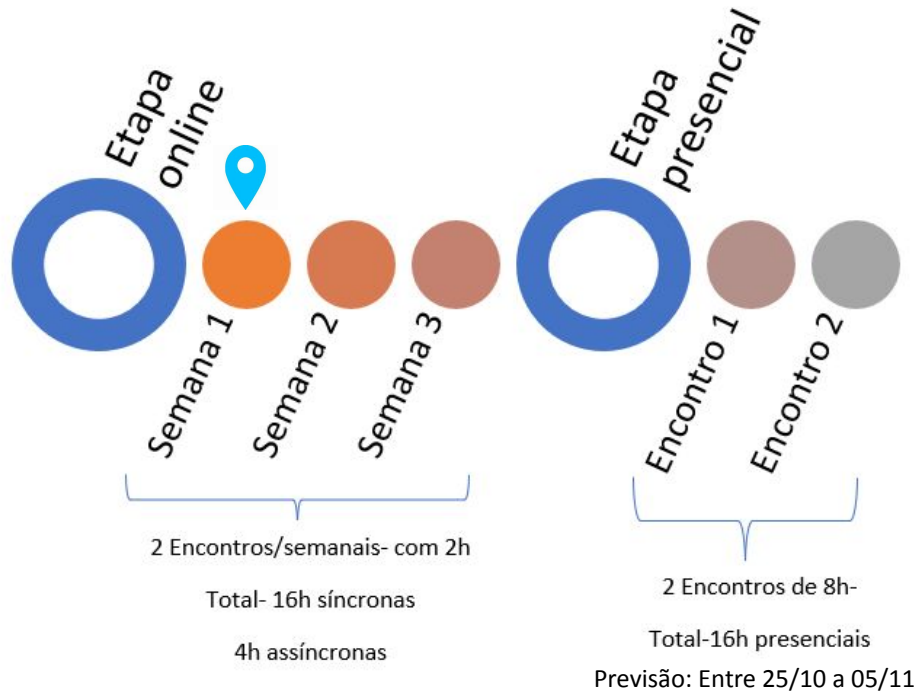 Etapa
online
Semana 1
Semana 2
Semana 3
2 Encontros/semanais- com 2h
Total- 16h síncronas
4h assíncronas
Etapa
presencial
Encontro 1
Encontro 2
2 Encontros de 8h-
Total-16h presenciais
Previsão: Entre 25/10 a 05/11